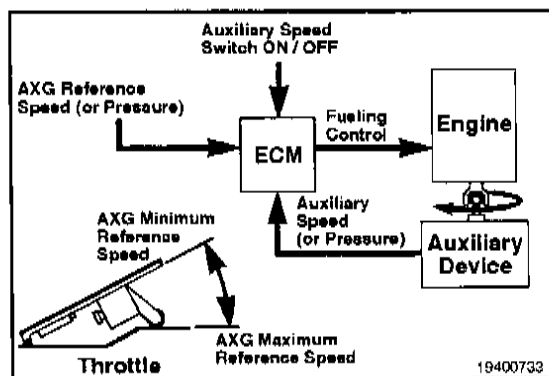 Auxiliary Speed
Switch ON / OFF
AXG Reference
Speed (or Pressure)
ECM
Fueling
Control
Engine
Auxiliary
Speed
(or Pressure)
Auxiliary
Device
AXG Minimum
Reference
Speed
AXG Maximum
Reference Speed
Throttle
19400733